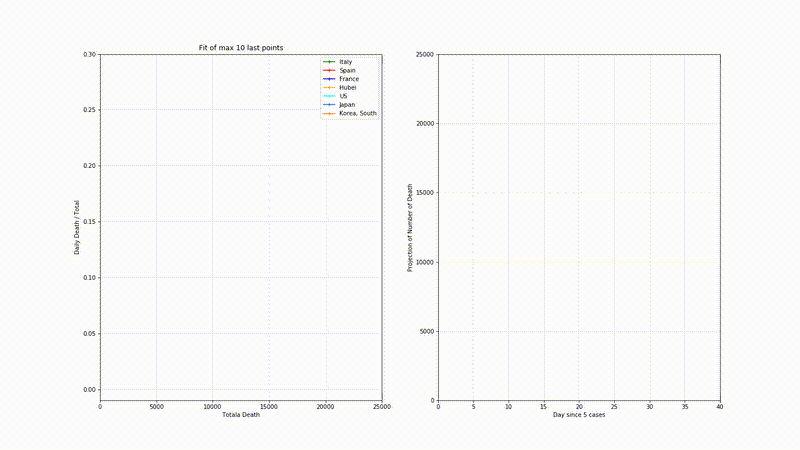 Fit of max 10 last points
0.30
0.25
0.20
0.15
0.10
0.05
0.00
Daily Death / Total
0 5000 10000 15000 20000 25000
Totala Death
Italy
Spain
France
Hubei
US
Japan
Korea, South
25000
20000
15000
10000
5000
0
Projection of Number of Death
0 5 10 15 20 25 30 35 40
Day since 5 cases